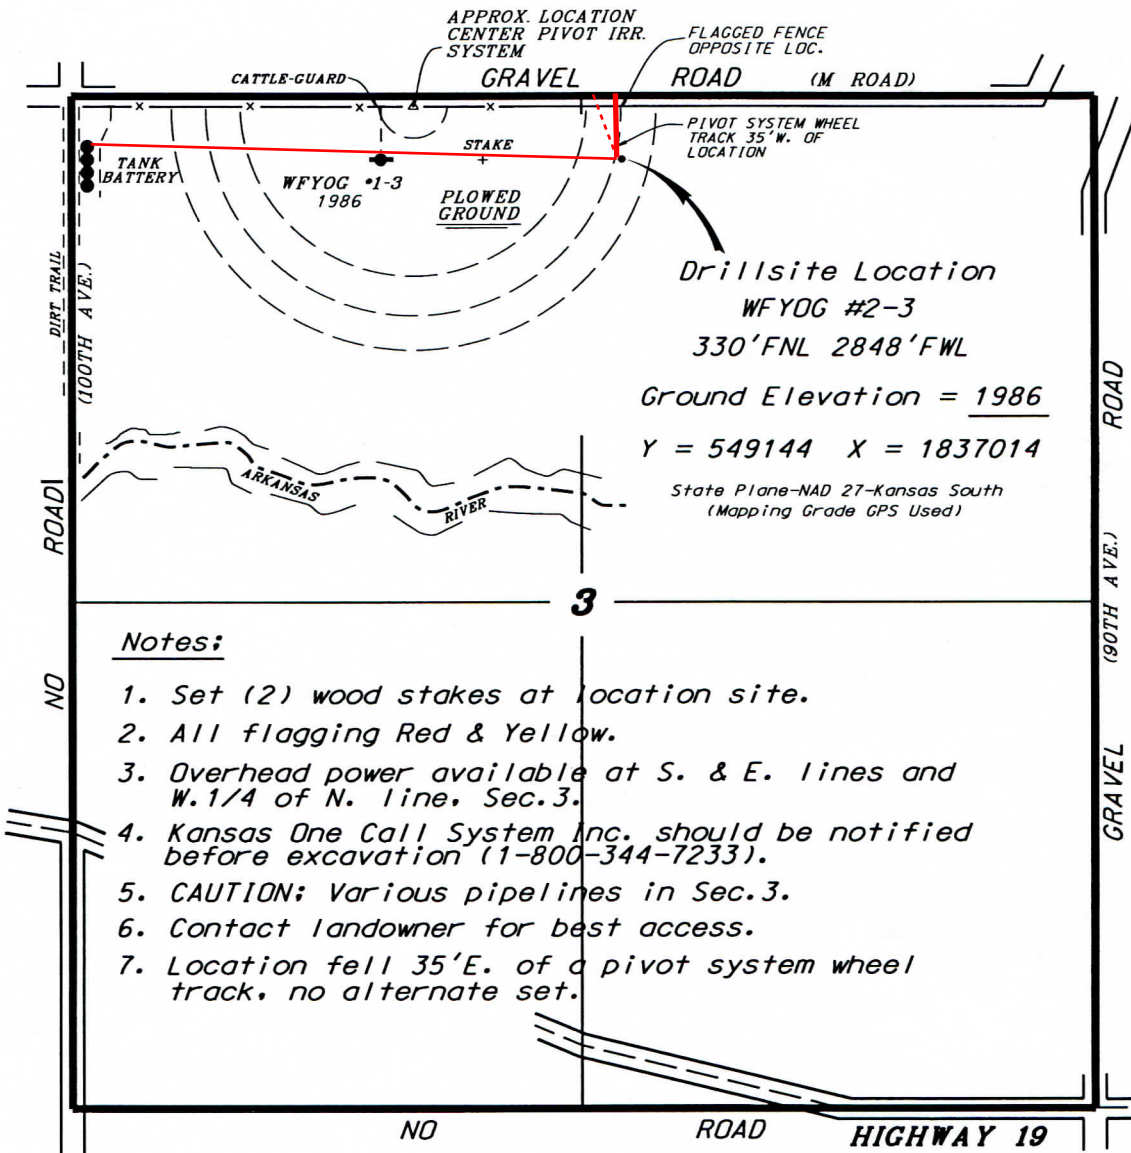 APPROX. LOCATION
CENTER PIVOT IRR.
SYSTEM
FLAGGED FENCE
OPPOSITE LOC.
CATTLE-GUARD
GRAVEL ROAD (M ROAD)
PIVOT SYSTEM WHEEL
TRACK 35'W. OF
LOCATION
STAKE
TANK
BATTERY
WFYOG #1-3
1986
PLOWED
GROUND
DIRT TRAIL
(100TH AVE.)
Drillsite Location
WFYOG #2-3
330'FNL 2848'FWL
Ground Elevation = 1986
Y = 549144 X = 1837014
State Plane-NAD 27-Kansas South
(Mapping Grade GPS Used)
ARKANSAS
RIVER
NO ROAD
GRAVEL (90TH AVE.) ROAD
3
Notes:
1. Set (2) wood stakes at location site.
2. All flagging Red & Yellow.
3. Overhead power available at S. & E. lines and
W.1/4 of N. line, Sec.3.
4. Kansas One Call System Inc. should be notified
before excavation (1-800-344-7233).
5. CAUTION: Various pipelines in Sec.3.
6. Contact landowner for best access.
7. Location fell 35'E. of a pivot system wheel
track, no alternate set.
NO ROAD
HIGHWAY 19